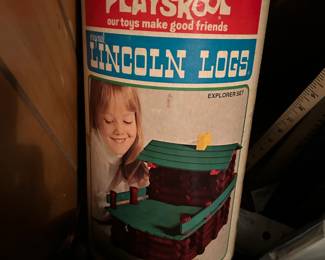 PLAYSKOOL
our toys make good friends
LINCOLN LOGS
EXPLORER SET